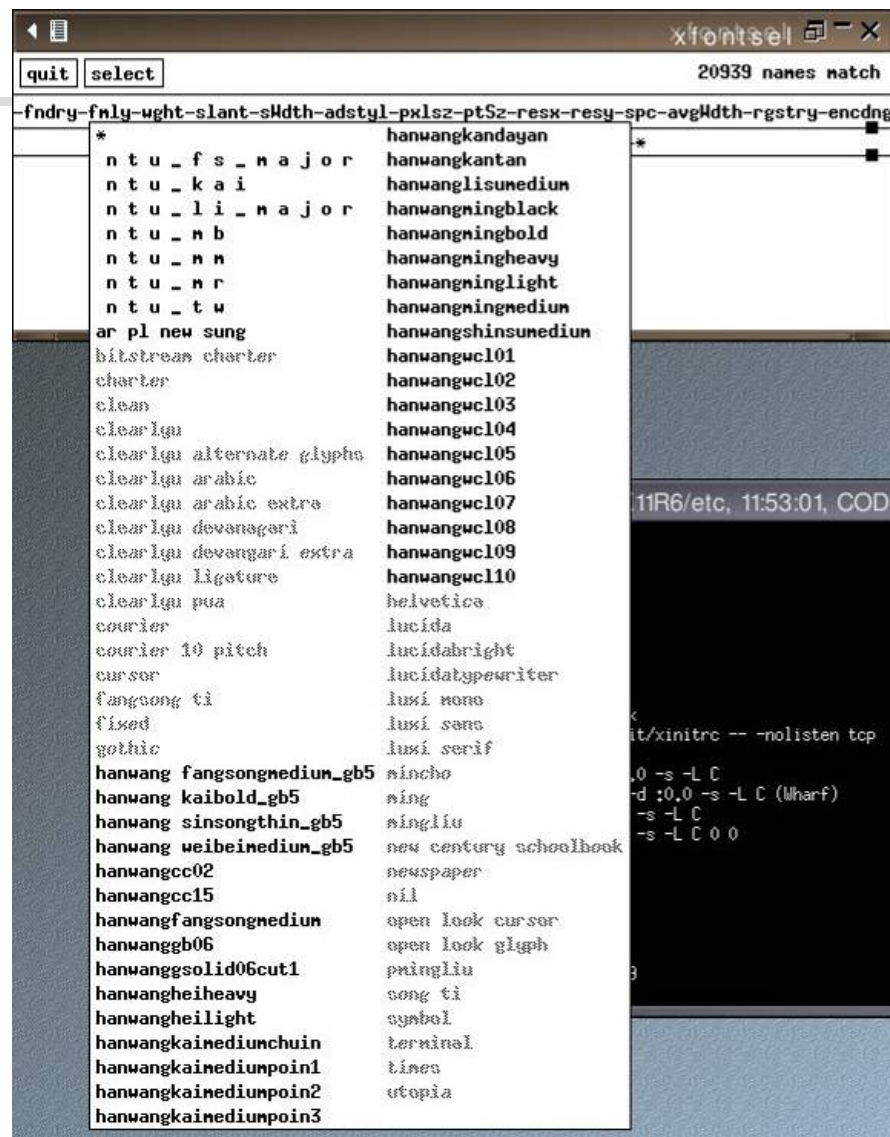 xfontsel
quit select 20939 names match
-fndry-fmly-wght-slant-sWdth-adstyl-pxlsz-ptSz-resx-resy-spc-avgWdth-rgstry-encdng
-*
*
n t u _ f s _ m a j o r
n t u _ k a i
n t u _ l i _ m a j o r
n t u _ m b
n t u _ m m
n t u _ m r
n t u _ t w
ar pl new sung
bitstream charter
charter
clean
clearlyu
clearlyu alternate glyphs
clearlyu arabic
clearlyu arabic extra
clearlyu devanagari
clearlyu devangari extra
clearlyu ligature
clearlyu pua
courier
courier 10 pitch
cursor
fangsong ti
fixed
gothic
hanwang fangsongmedium_gb5
hanwang kaibold_gb5
hanwang sinsongthin_gb5
hanwang weibeimedium_gb5
hanwangcc02
hanwangcc15
hanwangfangsongmedium
hanwanggb06
hanwanggsolid06cut1
hanwangheiheavy
hanwangheilight
hanwangkaimediumchuin
hanwangkaimediumpoin1
hanwangkaimediumpoin2
hanwangkaimediumpoin3
hanwangkandayan
hanwangkantan
hanwanglisumedium
hanwangmingblack
hanwangmingbold
hanwangmingheavy
hanwangminglight
hanwangmingmedium
hanwangshinsumedium
hanwangwcl01
hanwangwcl02
hanwangwcl03
hanwangwcl04
hanwangwcl05
hanwangwcl06
hanwangwcl07
hanwangwcl08
hanwangwcl09
hanwangwcl10
helvetica
lucida
lucidabright
lucidatypewriter
luxi mono
luxi sans
luxi serif
mincho
ming
mingliu
new century schoolbook
newspaper
nil
open look cursor
open look glyph
pmingliu
song ti
symbol
terminal
times
utopia
11R6/etc, 11:53:01, COD
it/xinitrc -- -nolisten tcp
.0 -s -L C
-d :0.0 -s -L C (Wharf)
-s -L C
-s -L C 0 0